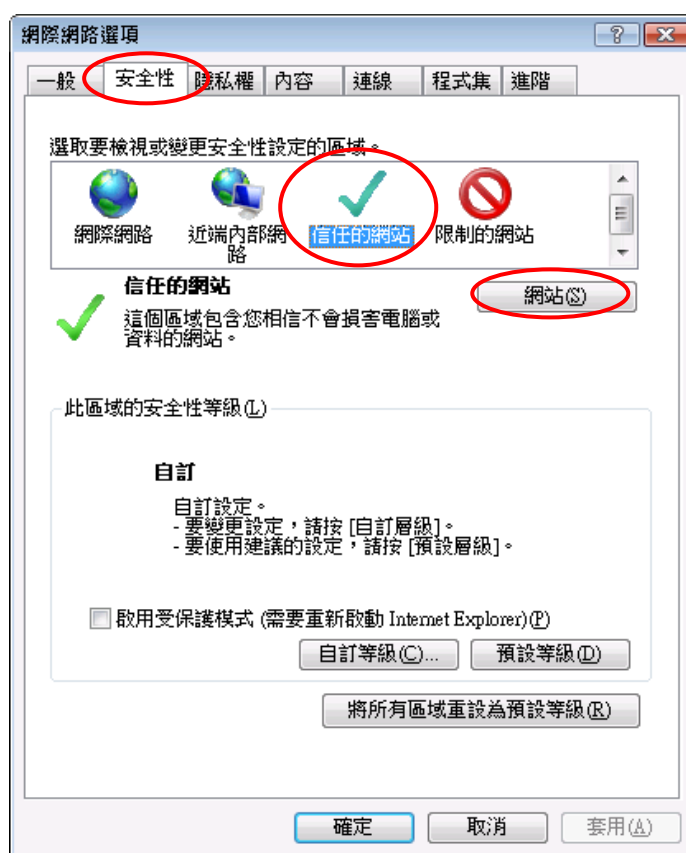 網際網路選項
一般 安全性 隱私權 內容 連線 程式集 進階
選取要檢視或變更安全性設定的區域。
網際網路 近端內部網路 信任的網站 限制的網站
信任的網站
網站(S)
這個區域包含您相信不會損害電腦或
資料的網站。
此區域的安全性等級(L)
自訂
自訂設定。
- 要變更設定，請按 [自訂層級]。
- 要使用建議的設定，請按 [預設層級]。
啟用受保護模式 (需要重新啟動 Internet Explorer)(P)
自訂等級(C)... 預設等級(D)
將所有區域重設為預設等級(R)
確定 取消 套用(A)